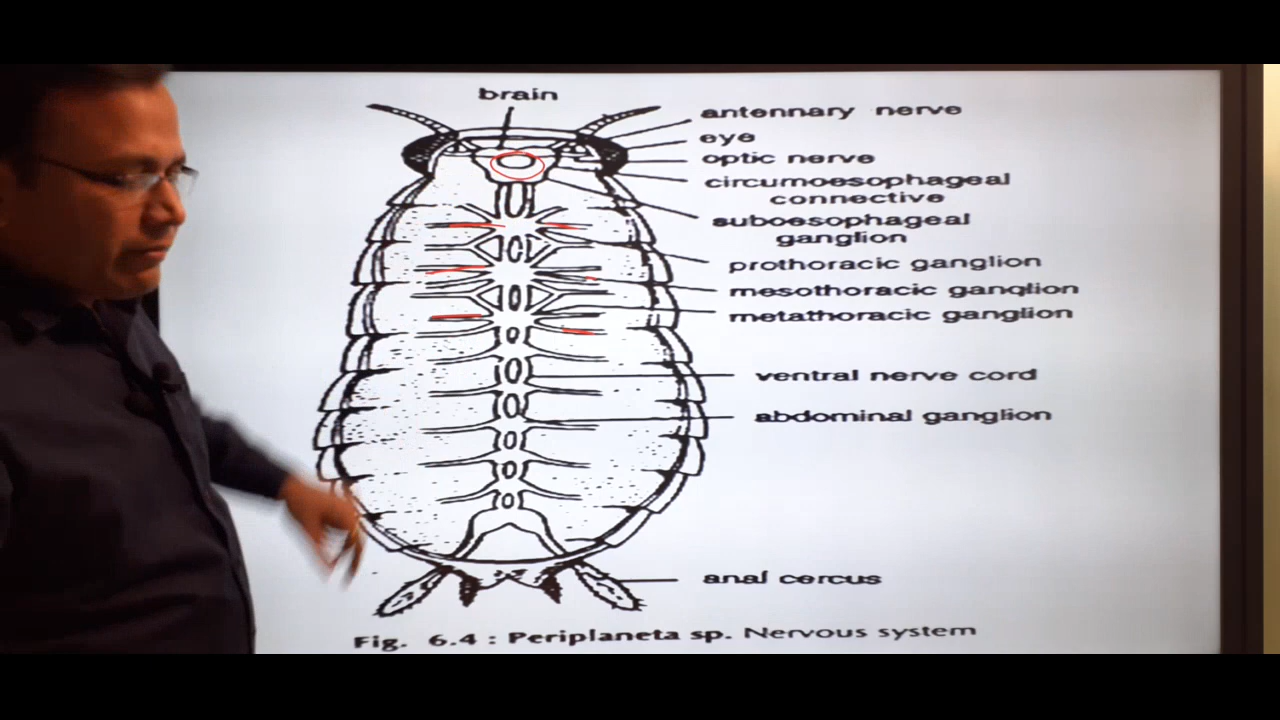 brain
antennary nerve
eye
optic nerve
circumoesophageal
connective
suboesophageal
ganglion
prothoracic ganglion
mesothoracic ganglion
metathoracic ganglion
ventral nerve cord
abdominal ganglion
anal cercus
Fig. 6.4 : Periplaneta sp. Nervous system